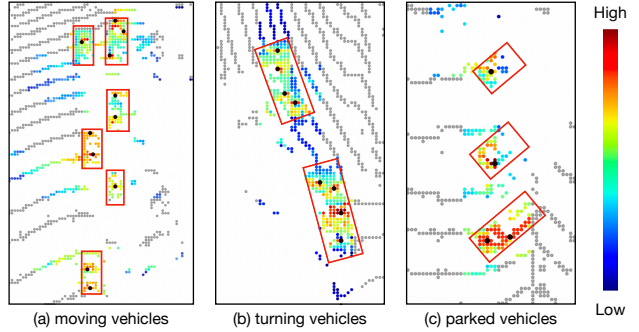 High
Low
(a) moving vehicles
(b) turning vehicles
(c) parked vehicles